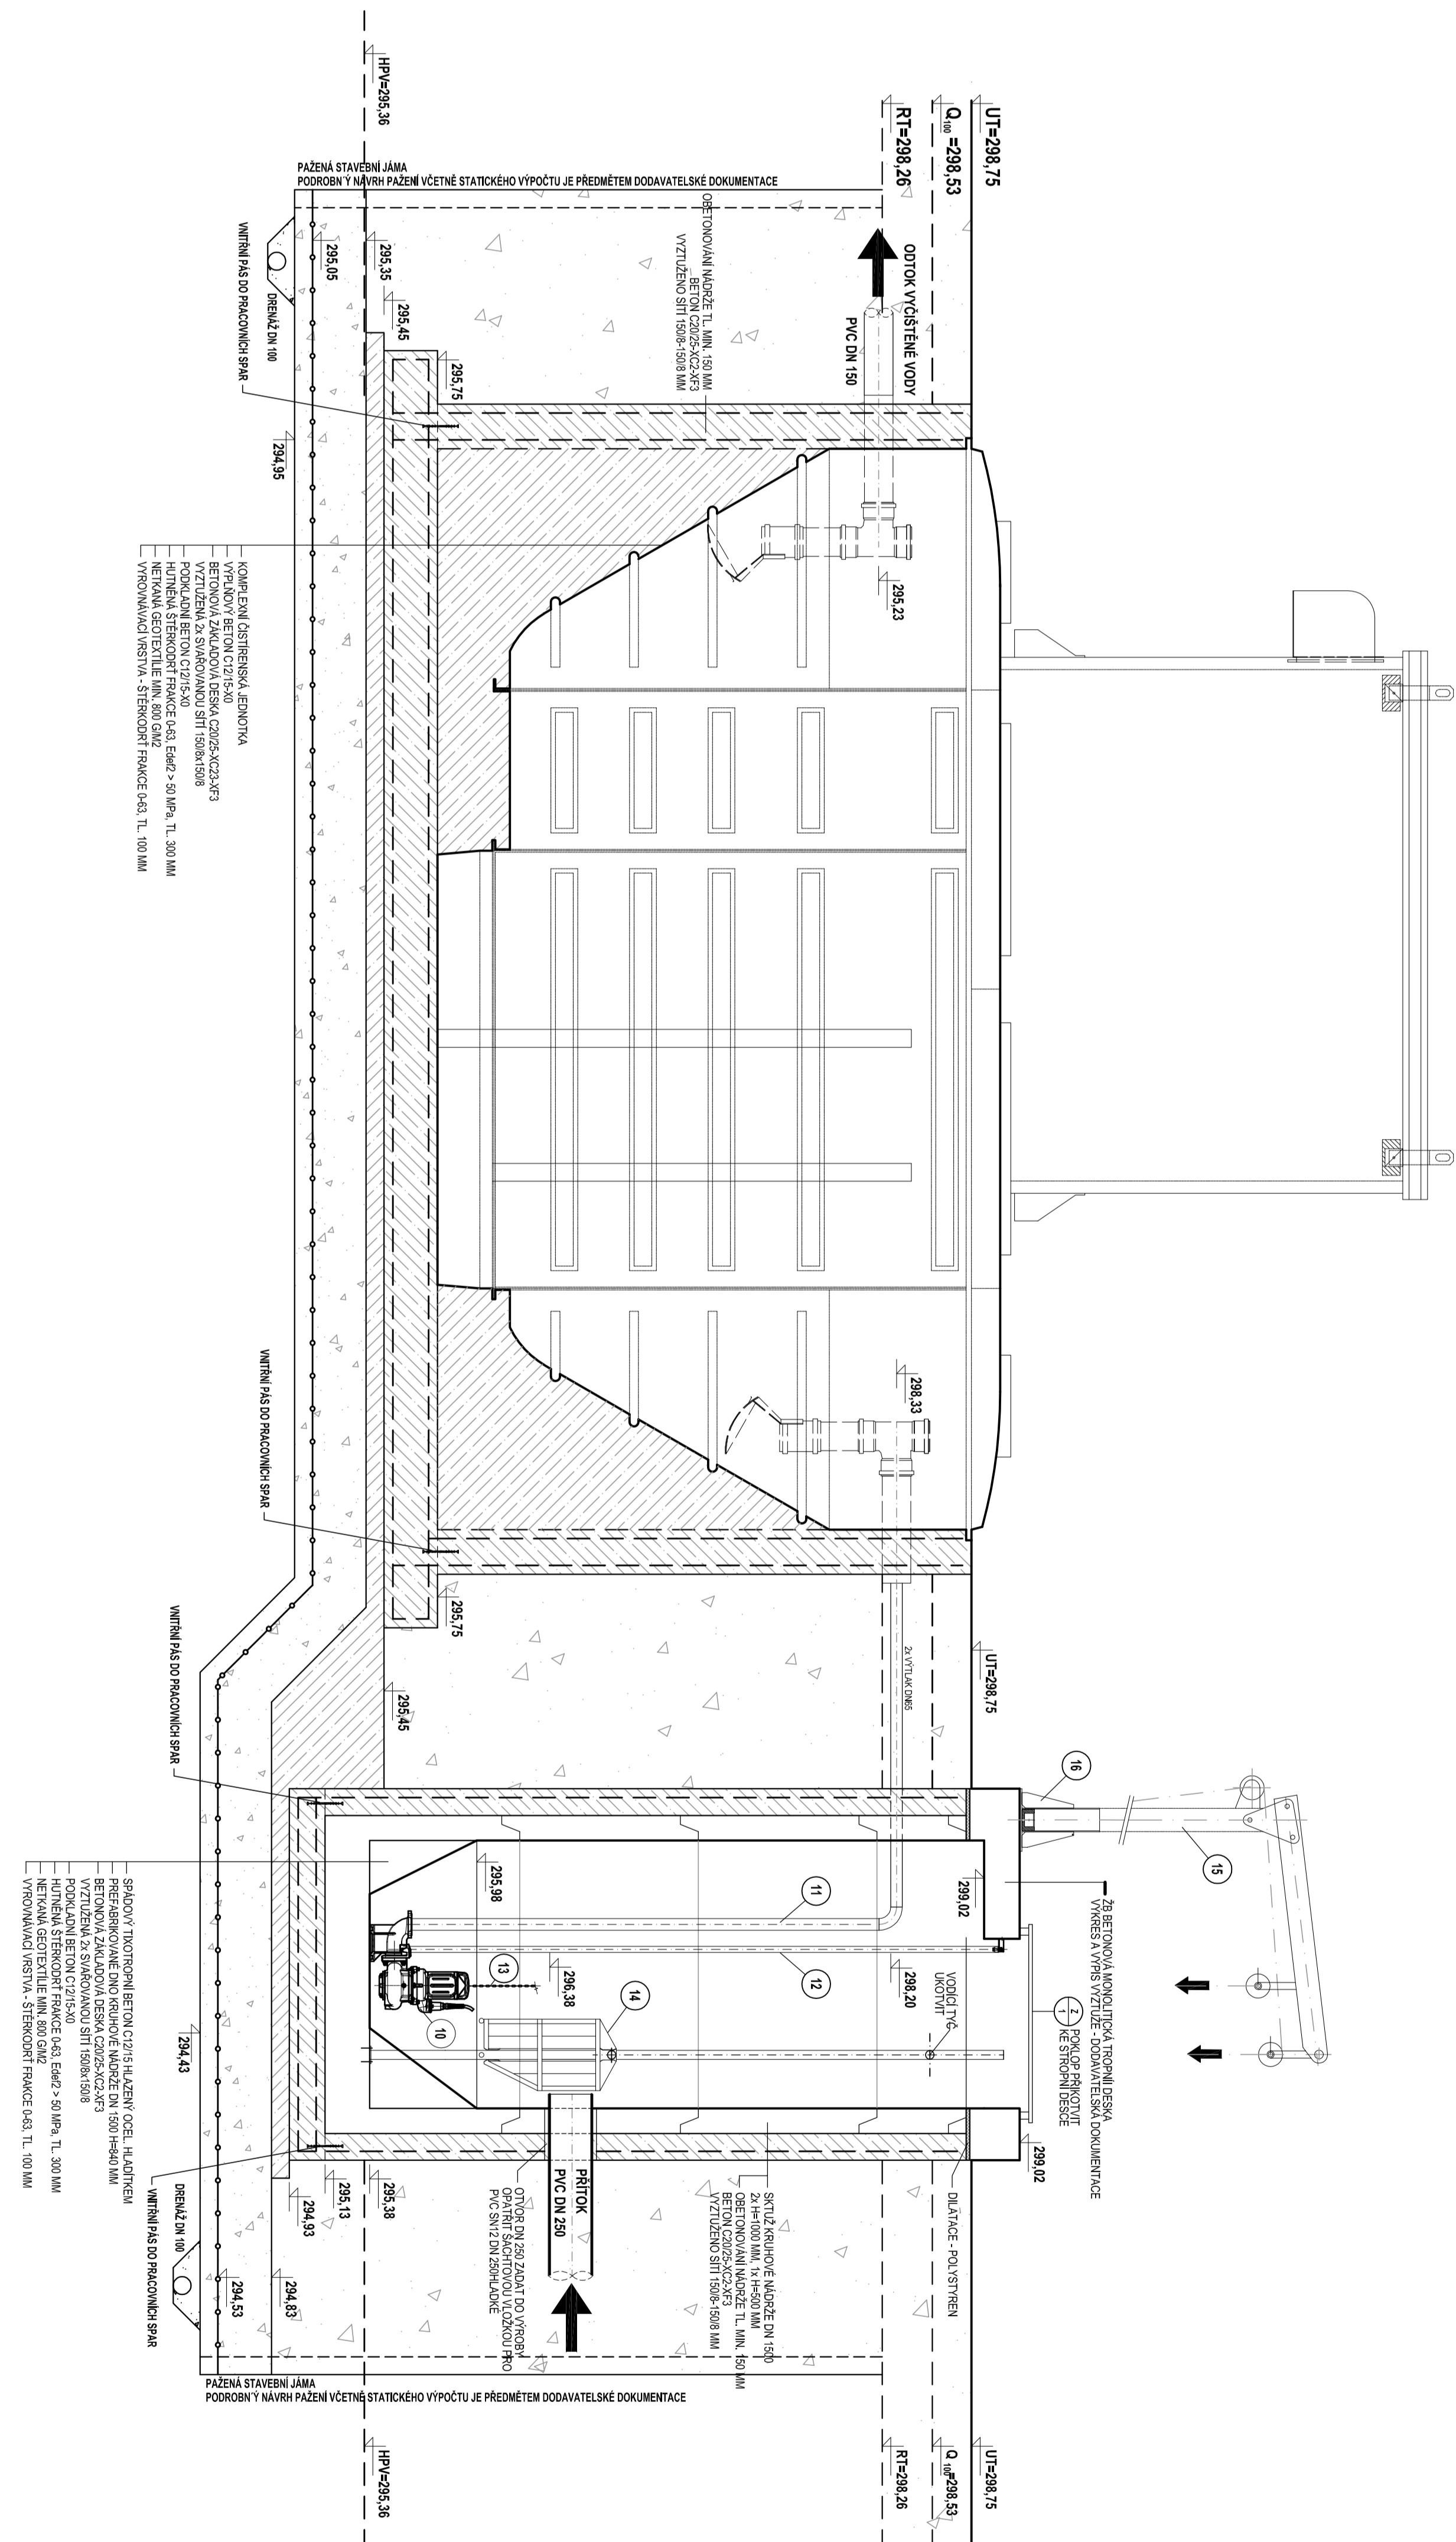 HPV=295,36
UT=298,75
Q100 =298,53
RT=298,26
PAŽENÁ STAVEBNÍ JÁMA
PODROBN´Ý NÁVRH PAŽENÍ VČETNĚ STATICKÉHO VÝPOČTU JE PŘEDMĚTEM DODAVATELSKÉ DOKUMENTACE
ODTOK VYČIŠTĚNÉ VODY
PVC DN 150
OBETONOVÁNÍ NÁDRŽE TL. MIN. 150 MM
BETON C20/25-XC2-XF3
VYZTUŽENO SÍTÍ 150/8-150/8 MM
295,05
295,35
295,45
295,75
DRENÁŽ DN 100
VNITŘNÍ PÁS DO PRACOVNÍCH SPAR
294,95
295,23
KOMPLEXNÍ ČISTÍRENSKÁ JEDNOTKA
VÝPLŇOVÝ BETON C12/15-X0
BETONOVÁ ZÁKLADOVÁ DESKA C20/25-XC23-XF3
VYZTUŽENÁ 2x SVAŘOVANOU SÍTÍ 150/8x150/8
PODKLADNÍ BETON C12/15-X0
HUTNĚNÁ ŠTĚRKODRŤ FRAKCE 0-63, Edef2 > 50 MPa, TL. 300 MM
NETKANÁ GEOTEXTÍLIE MIN. 800 G/M2
VYROVNÁVACÍ VRSTVA - ŠTĚRKODRŤ FRAKCE 0-63, TL. 100 MM
298,33
VNITŘNÍ PÁS DO PRACOVNÍCH SPAR
295,75
295,45
2x VÝTLAK DN65
UT=298,75
VNITŘNÍ PÁS DO PRACOVNÍCH SPAR
16
15
299,02
295,98
11
12
13
296,38
298,20
14
10
VODÍCÍ TYČ
UKOTVIT
ŽB BETONOVÁ MONOLITICKÁ TROPNÍ DESKA
VÝKRES A VÝPIS VÝZTUŽE - DODAVATELSKÁ DOKUMENTACE
Z
1
POKLOP PŘIKOTVIT
KE STROPNÍ DESCE
299,02
DILATACE - POLYSTYREN
SKTUŽ KRUHOVÉ NÁDRŽE DN 1500
2x H=1000 MM, 1x H=500 MM
OBETONOVÁNÍ NÁDRŽE TL. MIN. 150 MM
BETON C20/25-XC2-XF3
VYZTUŽENO SÍTÍ 150/8-150/8 MM
PŘÍTOK
PVC DN 250
OTVOR DN 250 ZADAT DO VÝROBY
OPATŘIT ŠACHTOVOU VLOŽKOU PRO
PVC SN12 DN 250HLADKÉ
295,38
295,13
294,93
294,83
294,53
294,43
SPÁDOVÝ TIXOTROPNÍ BETON C12/15 HLAZENÝ OCEL. HLADÍTKEM
PREFABRIKOVANÉ DNO KRUHOVÉ NÁDRŽE DN 1500 H=840 MM
BETONOVÁ ZÁKLADOVÁ DESKA C20/25-XC2-XF3
VYZTUŽENÁ 2x SVAŘOVANOU SÍTÍ 150/8x150/8
PODKLADNÍ BETON C12/15-X0
HUTNĚNÁ ŠTĚRKODRŤ FRAKCE 0-63, Edef2 > 50 MPa, TL. 300 MM
NETKANÁ GEOTEXTÍLIE MIN. 800 G/M2
VYROVNÁVACÍ VRSTVA - ŠTĚRKODRŤ FRAKCE 0-63, TL. 100 MM
VNITŘNÍ PÁS DO PRACOVNÍCH SPAR
DRENÁŽ DN 100
PAŽENÁ STAVEBNÍ JÁMA
PODROBN´Ý NÁVRH PAŽENÍ VČETNĚ STATICKÉHO VÝPOČTU JE PŘEDMĚTEM DODAVATELSKÉ DOKUMENTACE
UT=298,75
Q100=298,53
RT=298,26
HPV=295,36